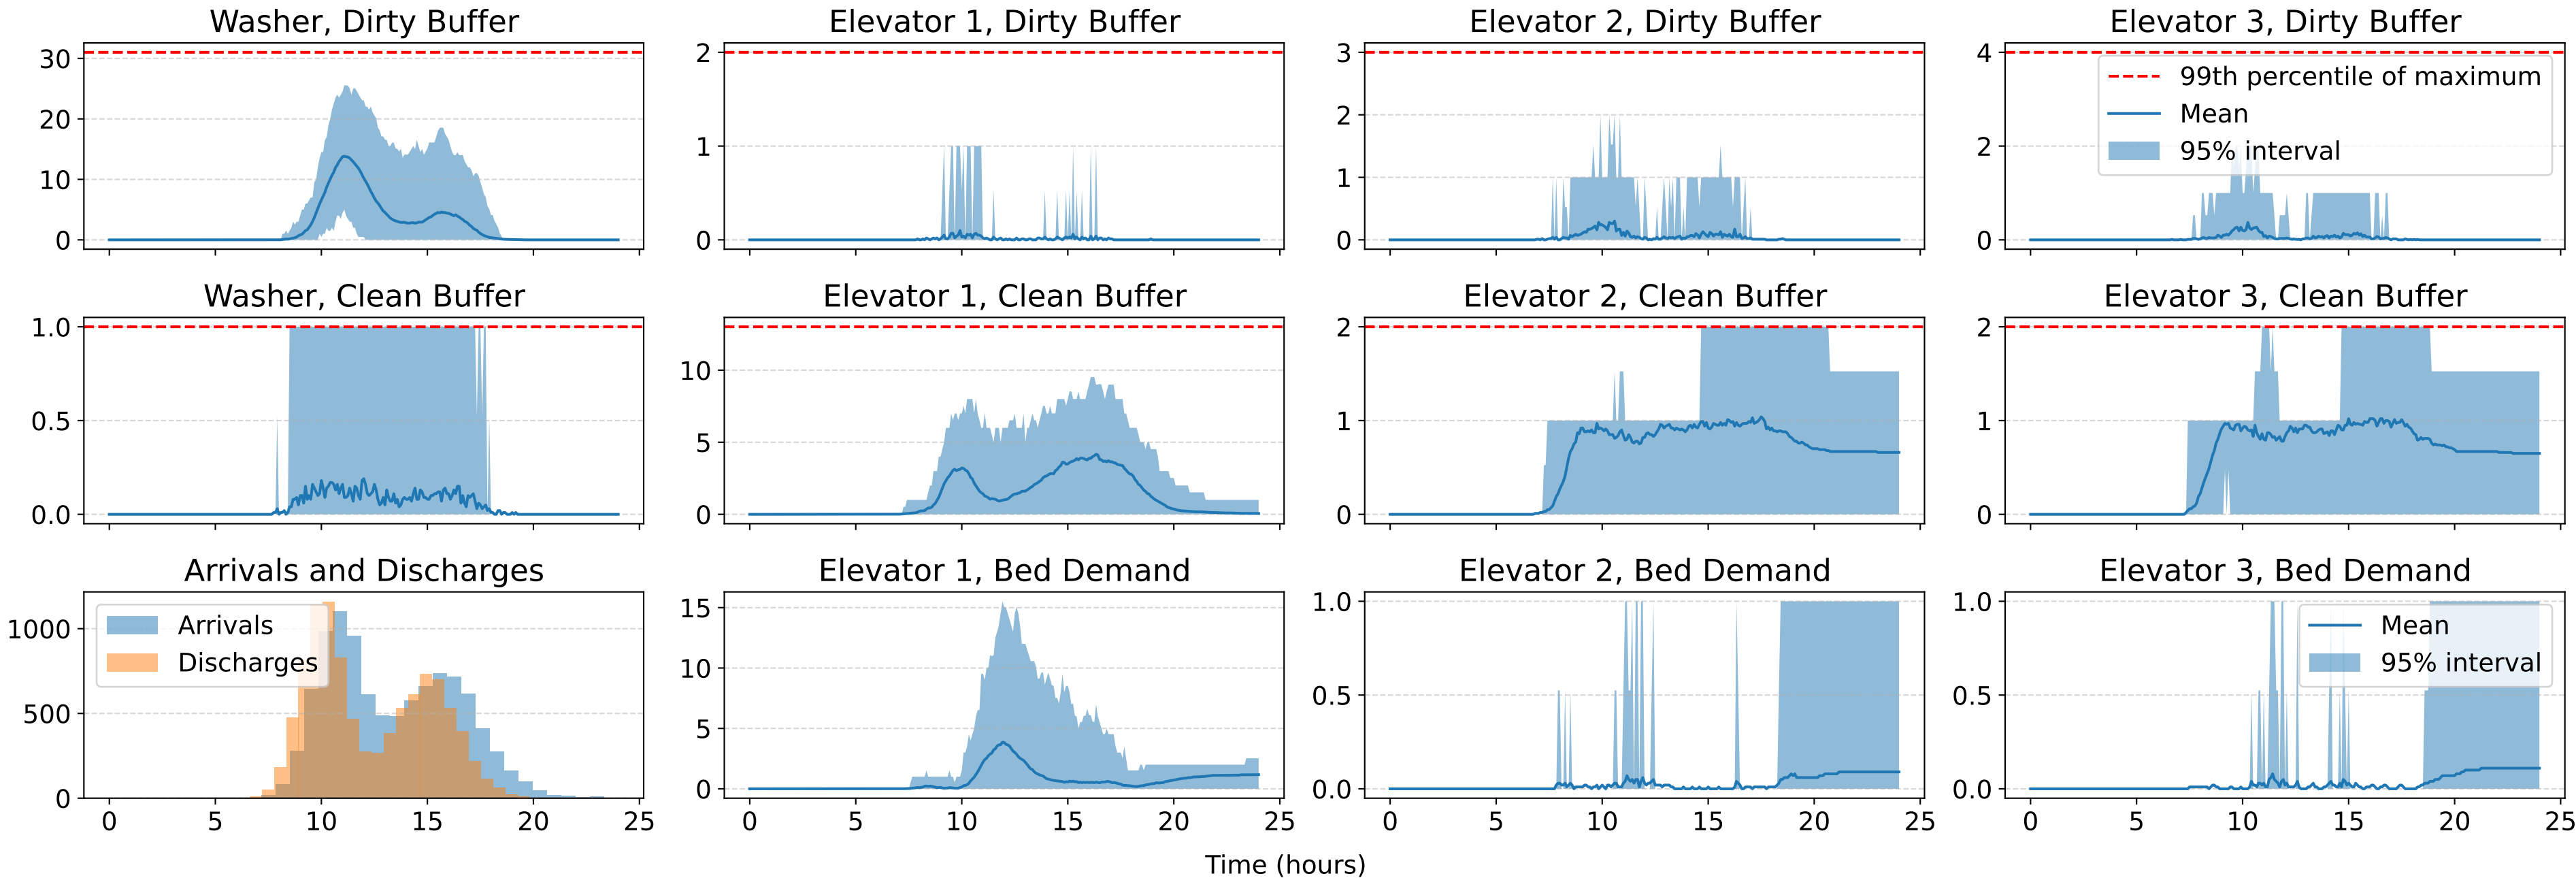 Washer, Dirty Buffer
Elevator 1, Dirty Buffer
Elevator 2, Dirty Buffer
Elevator 3, Dirty Buffer
30
20
10
0
2
1
0
3
2
1
0
4
2
0
99th percentile of maximum
Mean
95% interval
Washer, Clean Buffer
Elevator 1, Clean Buffer
Elevator 2, Clean Buffer
Elevator 3, Clean Buffer
1.0
0.5
0.0
10
5
0
2
1
0
2
1
0
Arrivals and Discharges
Elevator 1, Bed Demand
Elevator 2, Bed Demand
Elevator 3, Bed Demand
1000
500
0
Arrivals
Discharges
15
10
5
0
1.0
0.5
0.0
1.0
0.5
0.0
Mean
95% interval
0 5 10 15 20 25
0 5 10 15 20 25
0 5 10 15 20 25
0 5 10 15 20 25
Time (hours)